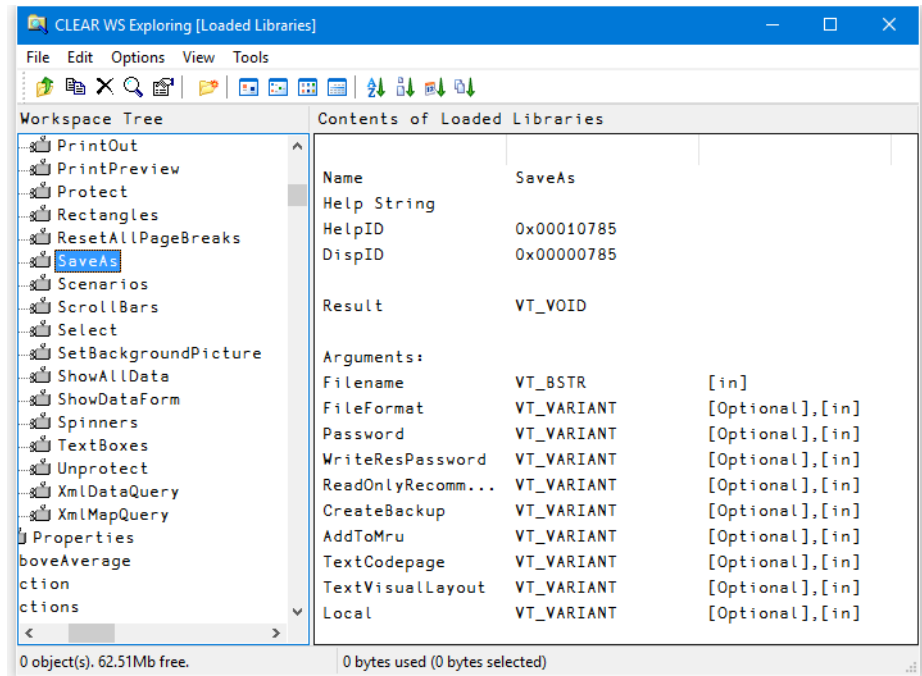 CLEAR WS Exploring [Loaded Libraries]
File Edit Options View Tools
Workspace Tree
PrintOut
PrintPreview
Protect
Rectangles
ResetAllPageBreaks
SaveAs
Scenarios
ScrollBars
Select
SetBackgroundPicture
ShowAllData
ShowDataForm
Spinners
TextBoxes
Unprotect
XmlDataQuery
XmlMapQuery
Properties
boveAverage
ction
ctions
Contents of Loaded Libraries
Name SaveAs
Help String
HelpID 0x00010785
DispID 0x00000785
Result VT_VOID
Arguments:
Filename VT_BSTR [in]
FileFormat VT_VARIANT [Optional],[in]
Password VT_VARIANT [Optional],[in]
WriteResPassword VT_VARIANT [Optional],[in]
ReadOnlyRecomm... VT_VARIANT [Optional],[in]
CreateBackup VT_VARIANT [Optional],[in]
AddToMru VT_VARIANT [Optional],[in]
TextCodepage VT_VARIANT [Optional],[in]
TextVisualLayout VT_VARIANT [Optional],[in]
Local VT_VARIANT [Optional],[in]
0 object(s). 62.51Mb free. 0 bytes used (0 bytes selected)